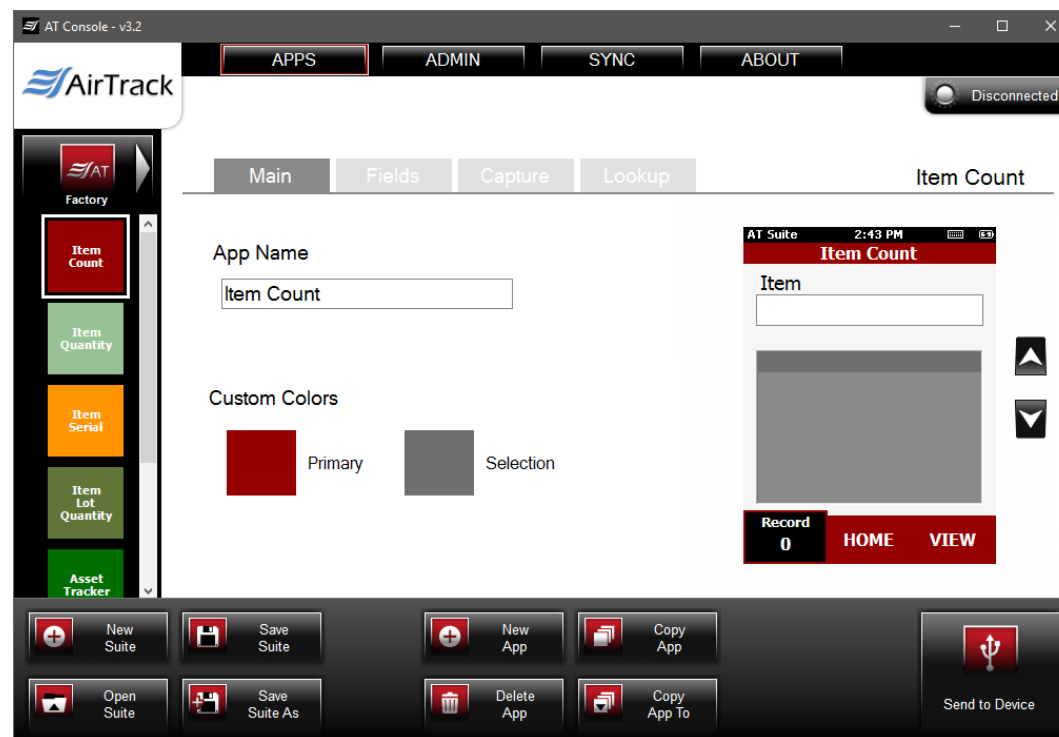 AT Console - v3.2
APPS
ADMIN
SYNC
ABOUT
AirTrack
Disconnected
AT
Factory
Main
Fields
Capture
Lookup
Item Count
Item
Count
Item
Quantity
Item
Serial
Item
Lot
Quantity
Asset
Tracker
App Name
Item Count
Custom Colors
Primary
Selection
AT Suite
2:43 PM
Item Count
Item
Record
0
HOME
VIEW
New
Suite
Save
Suite
New
App
Copy
App
Open
Suite
Save
Suite As
Delete
App
Copy
App To
Send to Device